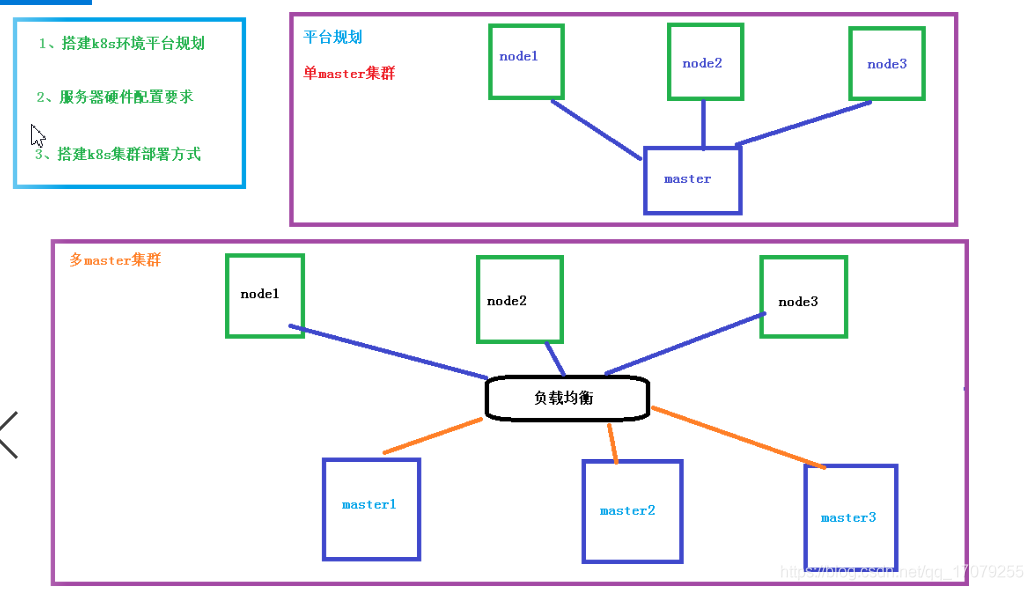 1、搭建k8s环境平台规划
2、服务器硬件配置要求
3、搭建k8s集群部署方式
平台规划
单master集群
node1
node2
node3
master
多master集群
node1
node2
node3
负载均衡
master1
master2
master3
https://blog.csdn.net/qq_17079255